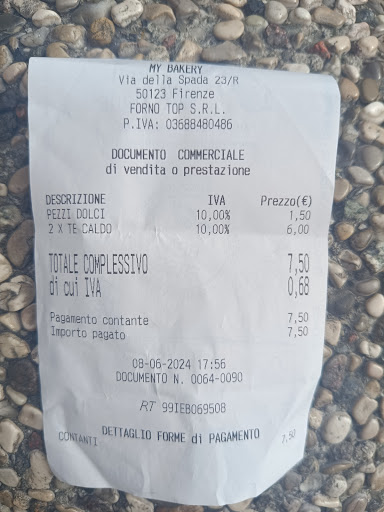 MY BAKERY
Via della Spada 23/R
50123 Firenze
FORNO TOP S.R.L.
P.IVA: 03688480486
DOCUMENTO COMMERCIALE
di vendita o prestazione
DESCRIZIONE IVA Prezzo(€)
PEZZI DOLCI 10,00% 1,50
2 X TE CALDO 10,00% 6,00
TOTALE COMPLESSIVO 7,50
di cui IVA 0,68
Pagamento contante 7,50
Importo pagato 7,50
08-06-2024 17:56
DOCUMENTO N. 0064-0090
RT 99IEB069508
DETTAGLIO FORME di PAGAMENTO
CONTANTI 7,50